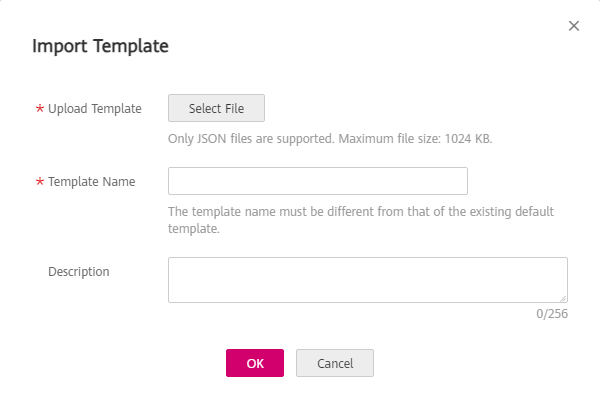 Import Template
* Upload Template
Select File
Only JSON files are supported. Maximum file size: 1024 KB.
* Template Name
The template name must be different from that of the existing default
template.
Description
0/256
OK
Cancel